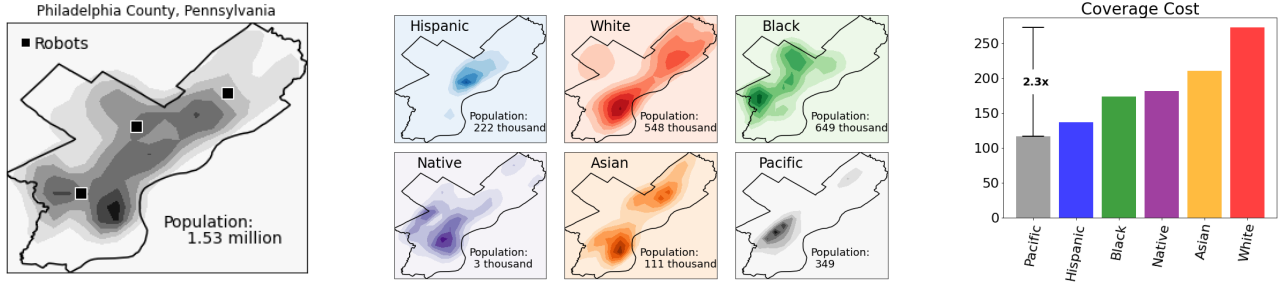 Philadelphia County, Pennsylvania
Robots
Population:
1.53 million
Hispanic
Population:
222 thousand
White
Population:
548 thousand
Black
Population:
649 thousand
Native
Population:
3 thousand
Asian
Population:
111 thousand
Pacific
Population:
349
Coverage Cost
250
200
150
100
50
0
2.3x
Pacific
Hispanic
Black
Native
Asian
White